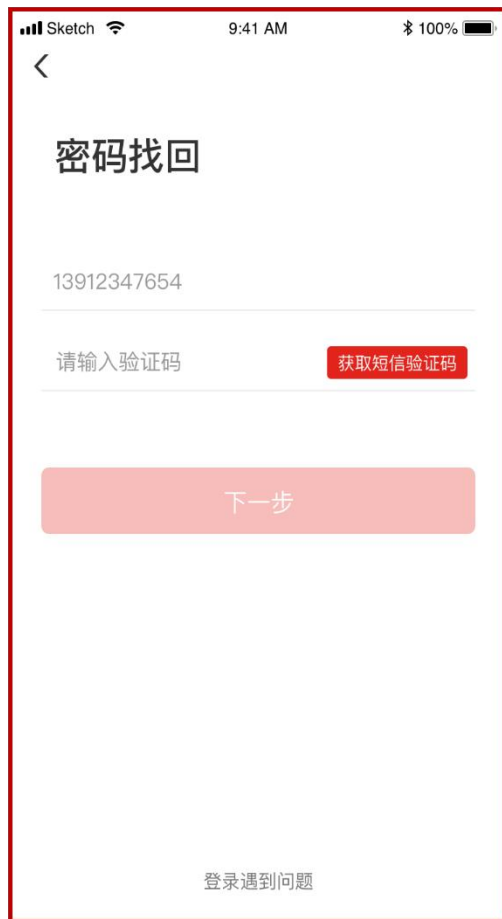 Sketch 9:41 AM 100%
密码找回
13912347654
请输入验证码 获取短信验证码
下一步
登录遇到问题